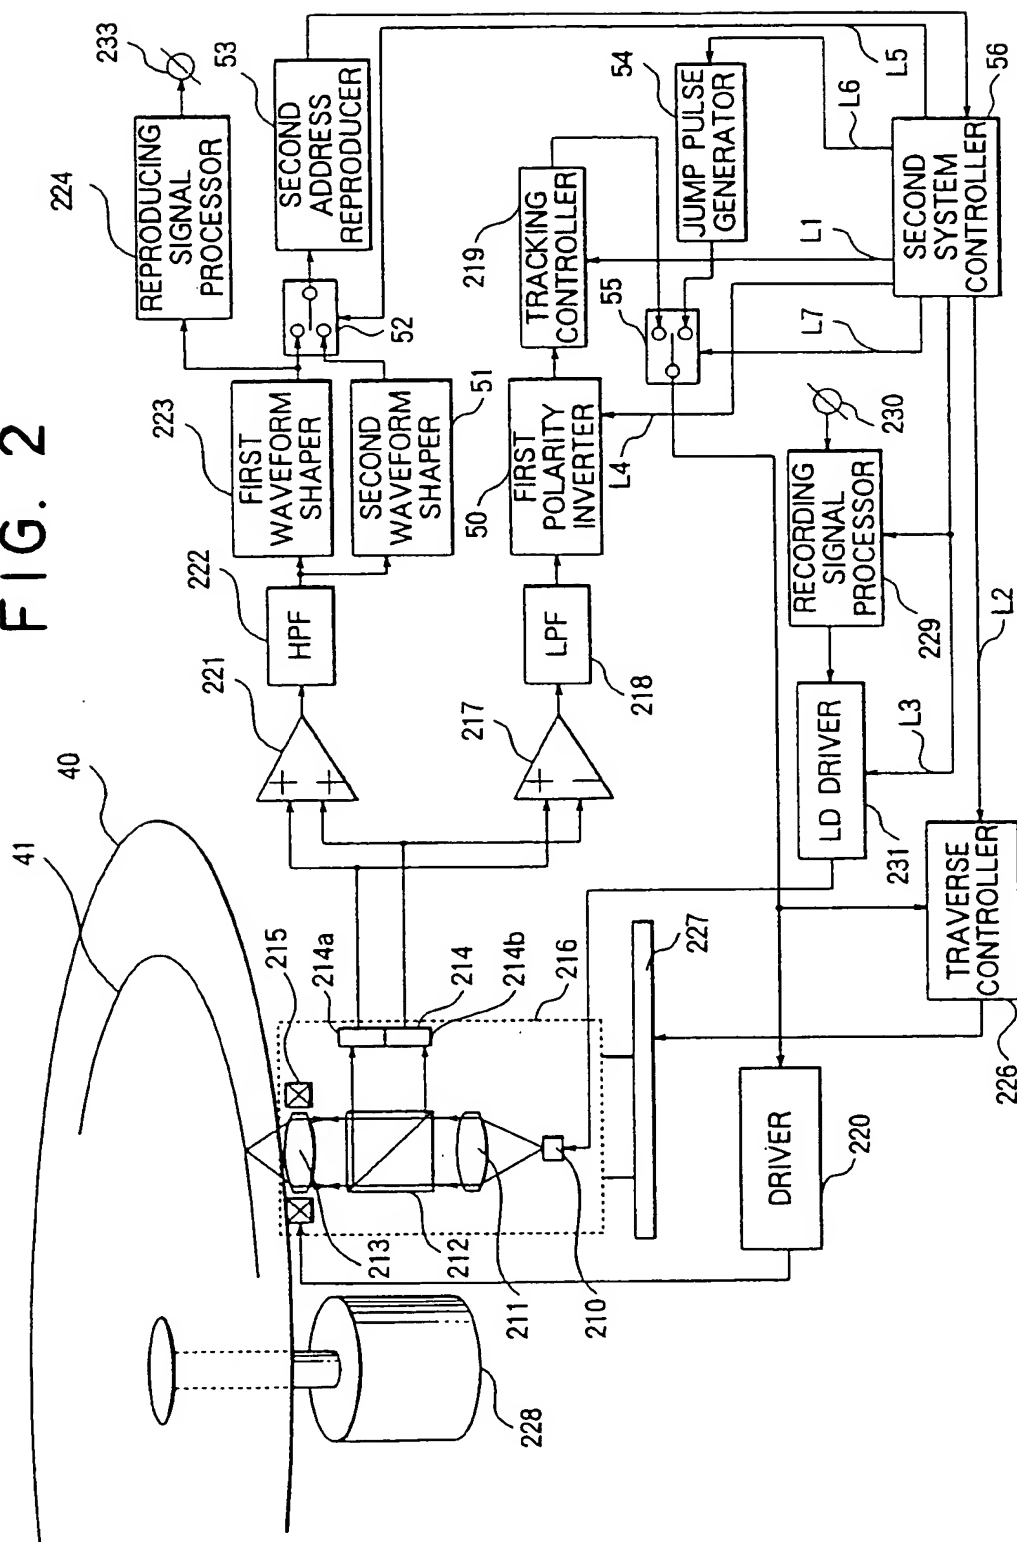 FIG. 2
40
41
233
224
REPRODUCING
SIGNAL
PROCESSOR
53
SECOND
ADDRESS
REPRODUCER
52
223
FIRST
WAVEFORM
SHAPER
SECOND
WAVEFORM
SHAPER
51
222
HPF
221
217
LPF
218
50
FIRST
POLARITY
INVERTER
219
TRACKING
CONTROLLER
54
JUMP PULSE
GENERATOR
55
L5
L6
L1
L7
L4
56
SECOND
SYSTEM
CONTROLLER
230
RECORDING
SIGNAL
PROCESSOR
229
L2
L3
LD DRIVER
231
TRAVERSE
CONTROLLER
226
215
214a
214
214b
216
227
213
212
211
210
DRIVER
220
228